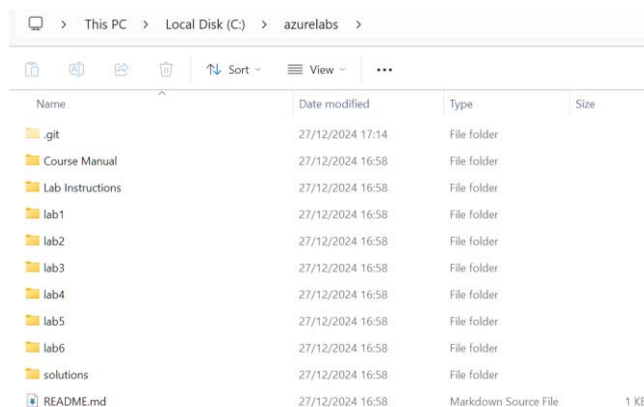 This PC > Local Disk (C:) > azurelabs >
Sort View ...
Name Date modified Type Size
.git 27/12/2024 17:14 File folder
Course Manual 27/12/2024 16:58 File folder
Lab Instructions 27/12/2024 16:58 File folder
lab1 27/12/2024 16:58 File folder
lab2 27/12/2024 16:58 File folder
lab3 27/12/2024 16:58 File folder
lab4 27/12/2024 16:58 File folder
lab5 27/12/2024 16:58 File folder
lab6 27/12/2024 16:58 File folder
solutions 27/12/2024 16:58 File folder
README.md 27/12/2024 16:58 Markdown Source File 1 KB